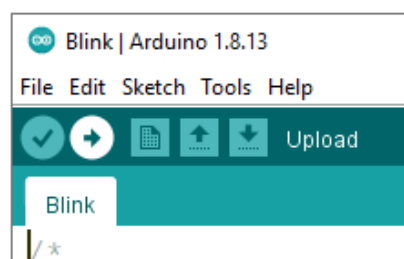 Blink | Arduino 1.8.13
File Edit Sketch Tools Help
Upload
Blink
/*